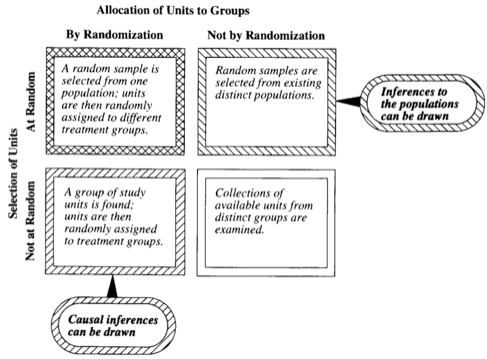 Allocation of Units to Groups
By Randomization
Not by Randomization
Selection of Units
At Random
A random sample is
selected from one
population; units
are then randomly
assigned to different
treatment groups.
Random samples are
selected from existing
distinct populations.
Inferences to
the populations
can be drawn
Not at Random
A group of study
units is found;
units are then
randomly assigned
to treatment groups.
Collections of
available units from
distinct groups are
examined.
Causal inferences
can be drawn